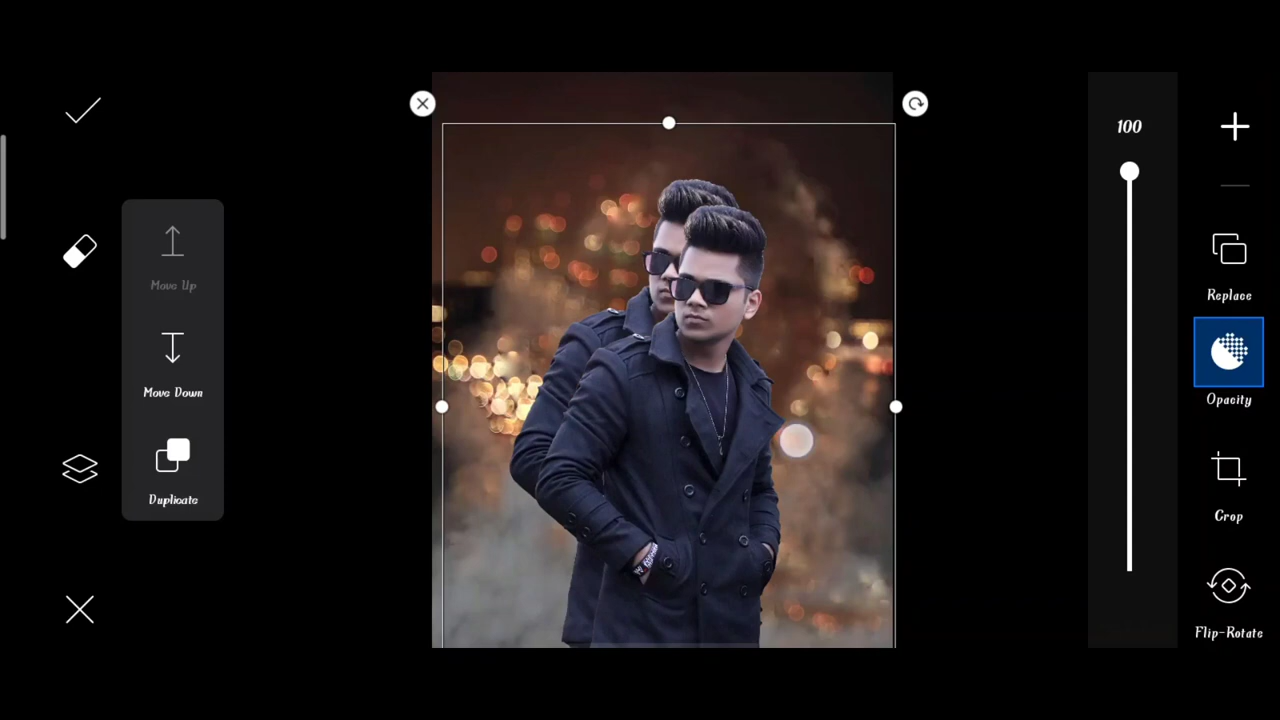 Move Up
Move Down
Duplicate
100
Replace
Opacity
Crop
Flip-Rotate